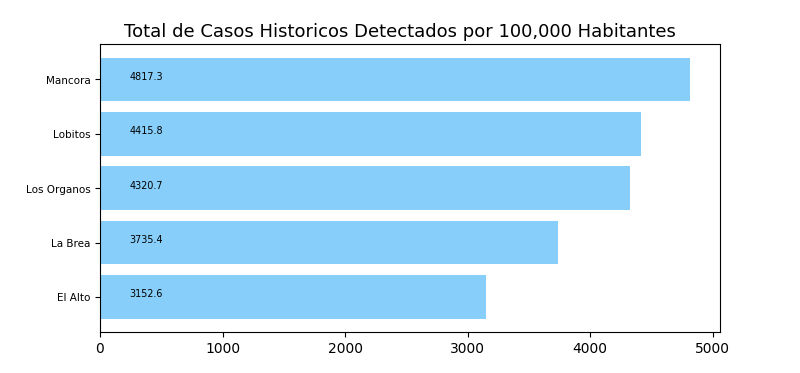 Total de Casos Historicos Detectados por 100,000 Habitantes
Mancora 4817.3
Lobitos 4415.8
Los Organos 4320.7
La Brea 3735.4
El Alto 3152.6
0 1000 2000 3000 4000 5000